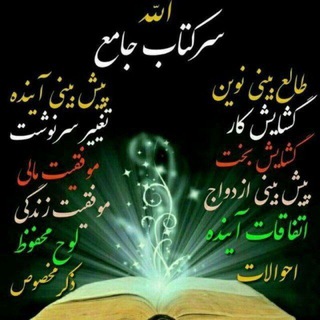 الله
سرکتاب جامع
طالع بینی نوین
گشایش کار
گشایش بخت
پیش بینی ازدواج
اتفاقات آینده
احوالات
پیش بینی آینده
تغییر سرنوشت
موفقیت مالی
موفقیت زندگی
لوح محفوظ
ذکر مخصوص